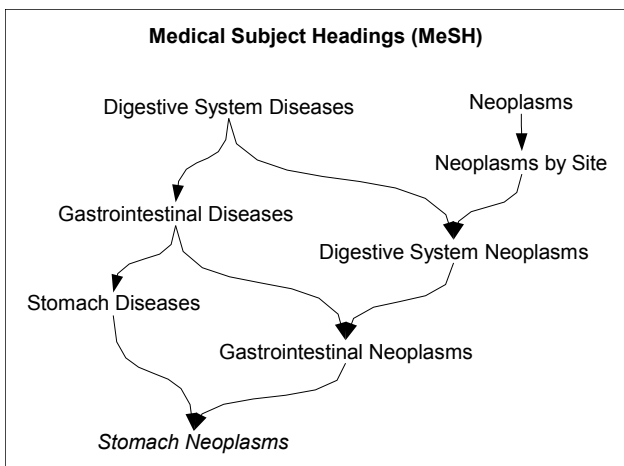 Medical Subject Headings (MeSH)
Digestive System Diseases
Neoplasms
Neoplasms by Site
Gastrointestinal Diseases
Digestive System Neoplasms
Stomach Diseases
Gastrointestinal Neoplasms
Stomach Neoplasms